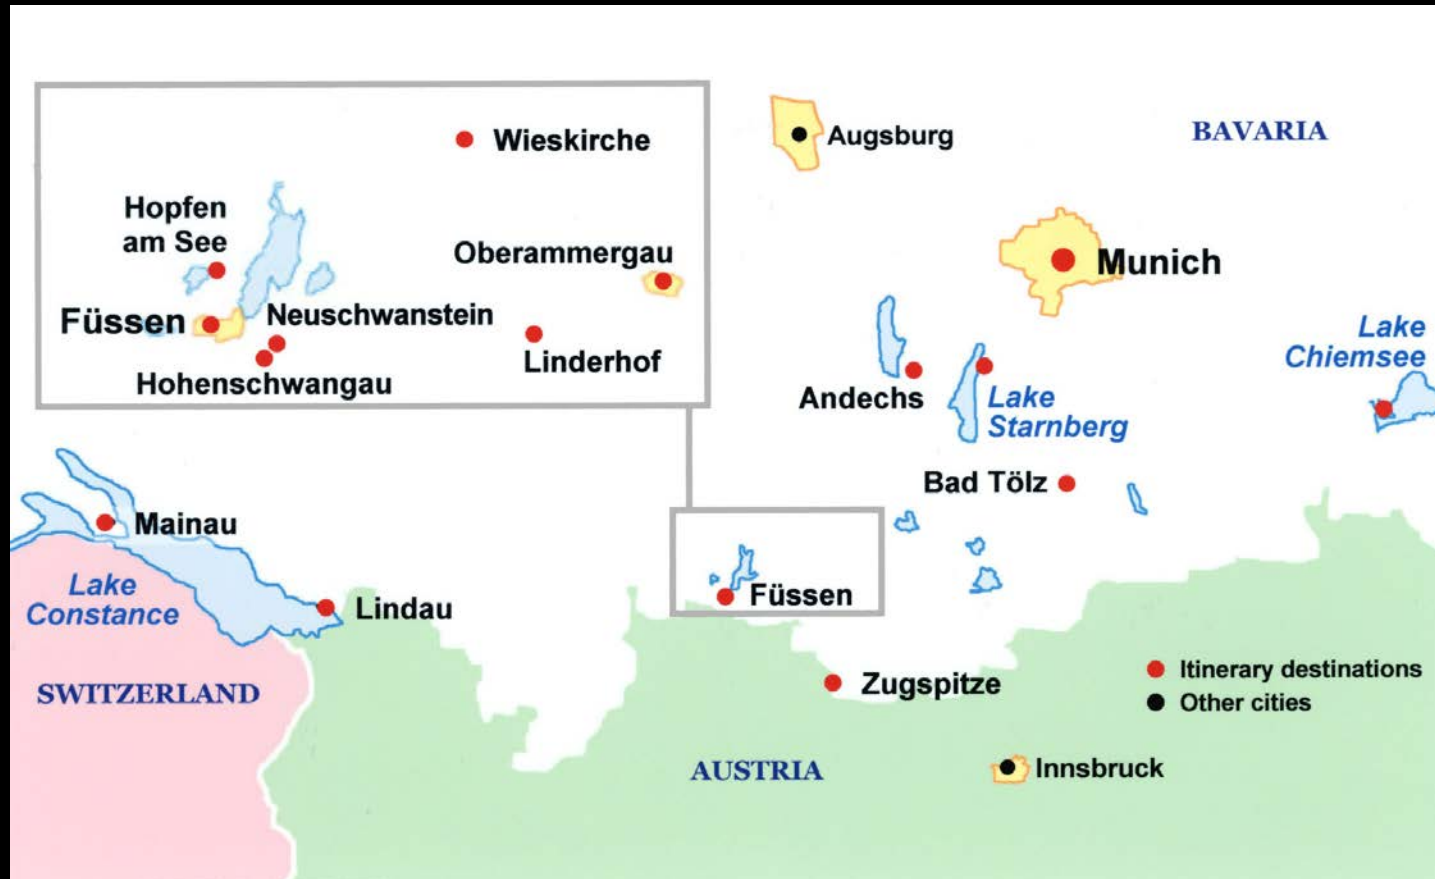 Wieskirche
Hopfen
am See
Oberammergau
Füssen
Neuschwanstein
Linderhof
Hohenschwangau
Augsburg
BAVARIA
Munich
Lake
Chiemsee
Andechs
Lake
Starnberg
Bad Tölz
Mainau
Lake
Constance
Lindau
Füssen
SWITZERLAND
Zugspitze
Itinerary destinations
Other cities
AUSTRIA
Innsbruck